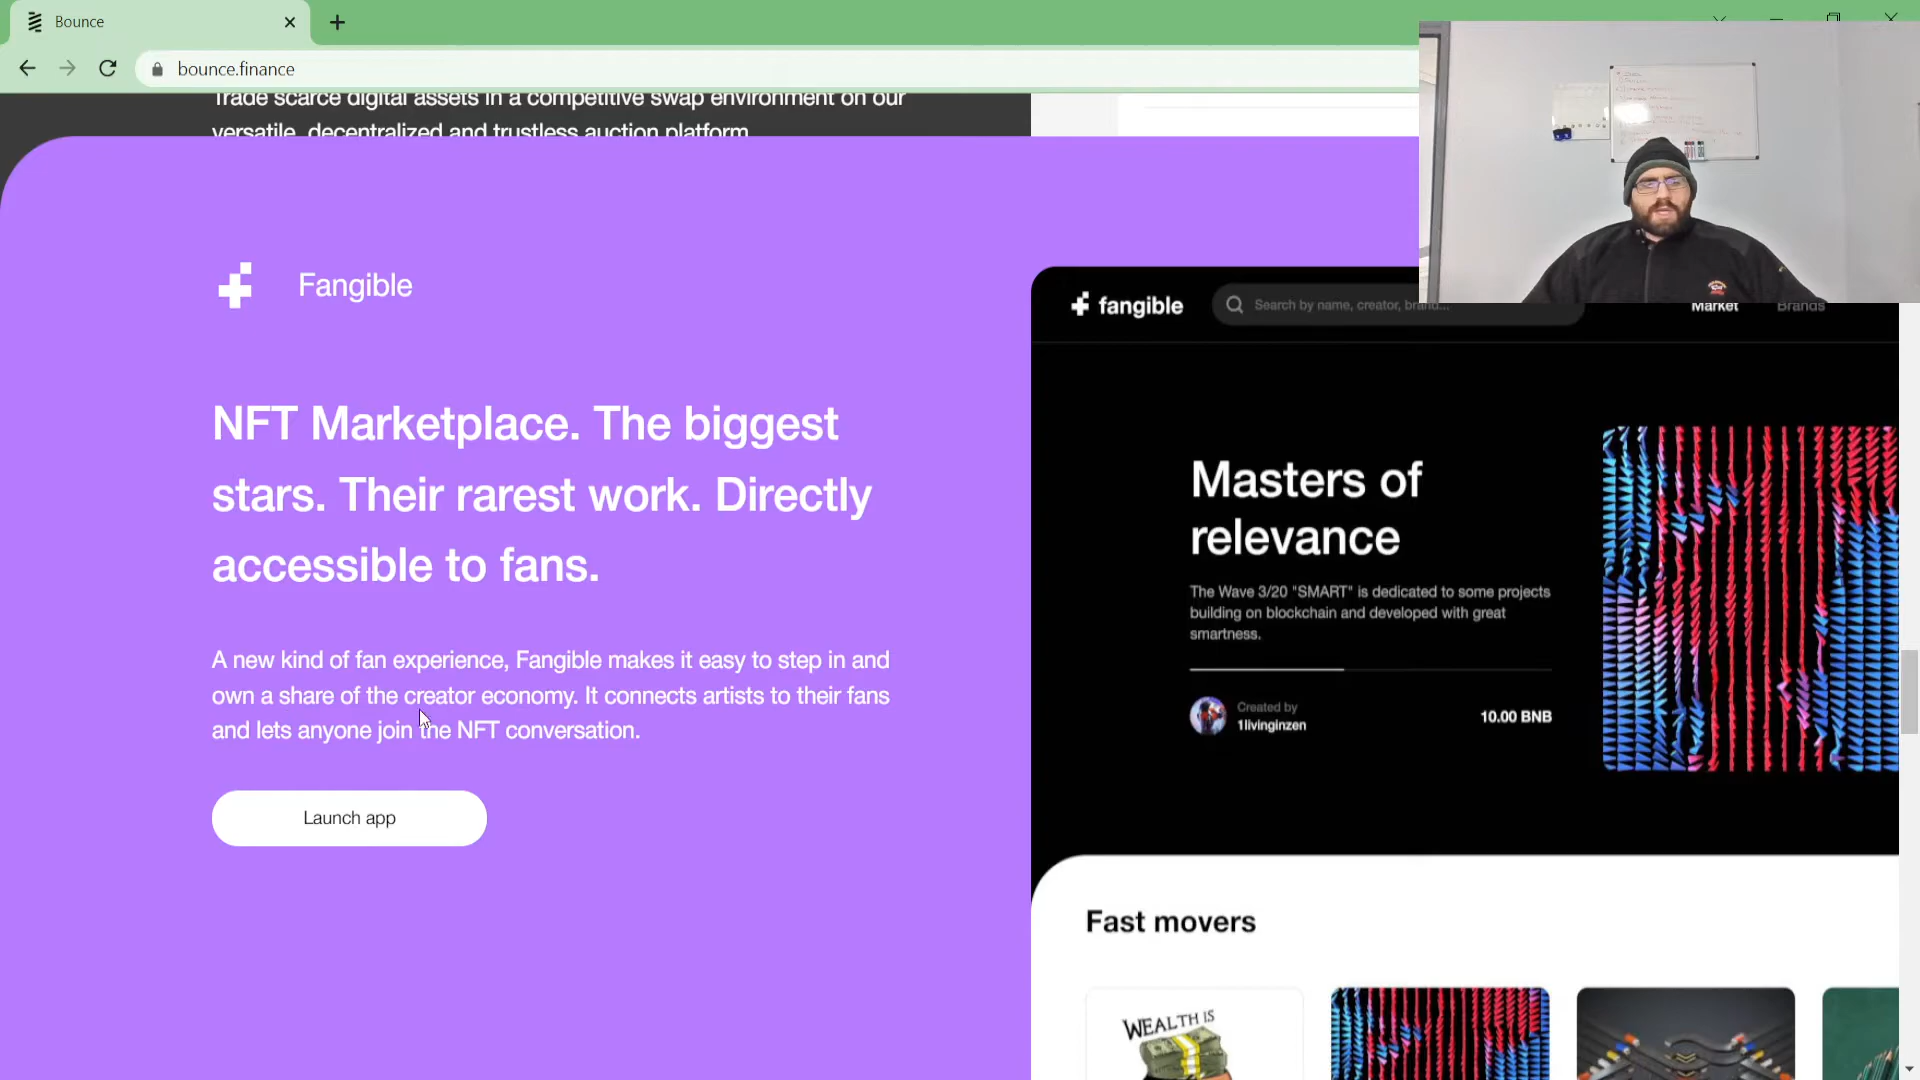 Bounce
bounce.finance
Trade scarce digital assets in a competitive swap environment on our
versatile, decentralized and trustless auction platform.
Fangible
NFT Marketplace. The biggest
stars. Their rarest work. Directly
accessible to fans.
A new kind of fan experience, Fangible makes it easy to step in and
own a share of the creator economy. It connects artists to their fans
and lets anyone join the NFT conversation.
Launch app
fangible
Search by name, creator, brand...
Market
Brands
Masters of
relevance
The Wave 3/20 "SMART" is dedicated to some projects
building on blockchain and developed with great
smartness.
Created by
1livinginzen
10.00 BNB
Fast movers
WEALTH IS